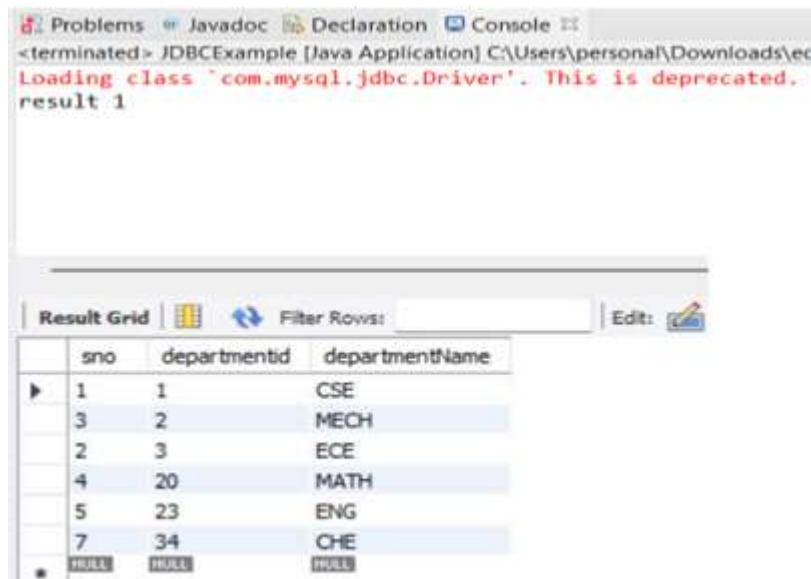 Problems Javadoc Declaration Console
<terminated> JDBCExample [Java Application] C:\Users\personal\Downloads\ec
Loading class `com.mysql.jdbc.Driver'. This is deprecated.
result 1
Result Grid Filter Rows: Edit:
sno departmentid departmentName
1 1 CSE
3 2 MECH
2 3 ECE
4 20 MATH
5 23 ENG
7 34 CHE
NULL NULL NULL